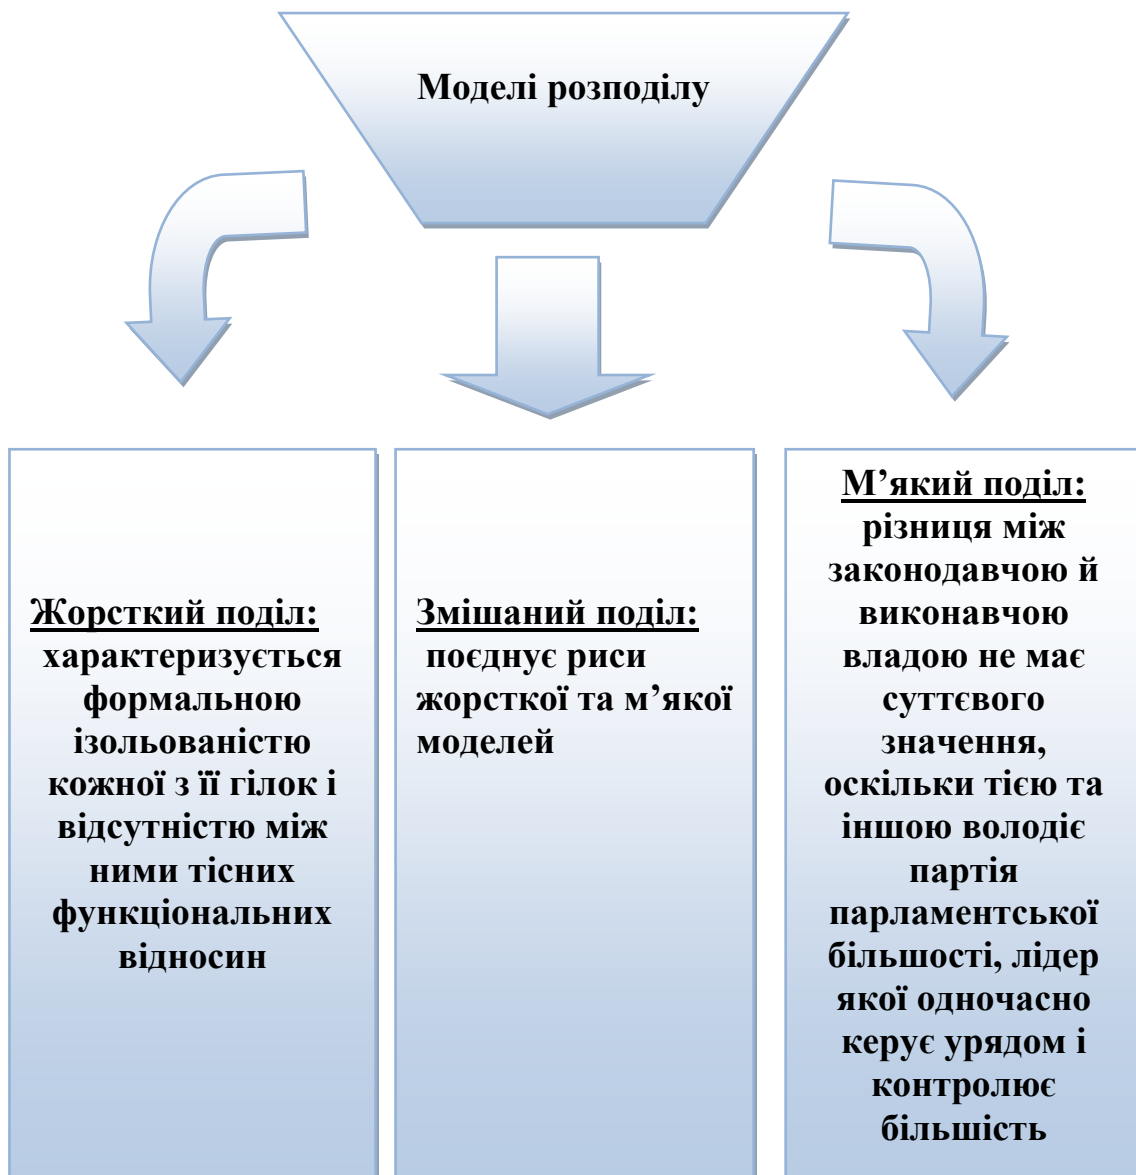 Моделі розподілу
Жорсткий поділ:
характеризується
формальною
ізольованістю
кожної з її гілок і
відсутністю між
ними тісних
функціональних
відносин
Змішаний поділ:
поєднує риси
жорсткої та м’якої
моделей
М’який поділ:
різниця між
законодавчою й
виконавчою
владою не має
суттєвого
значення,
оскільки тією та
іншою володіє
партія
парламентської
більшості, лідер
якої одночасно
керує урядом і
контролює
більшість